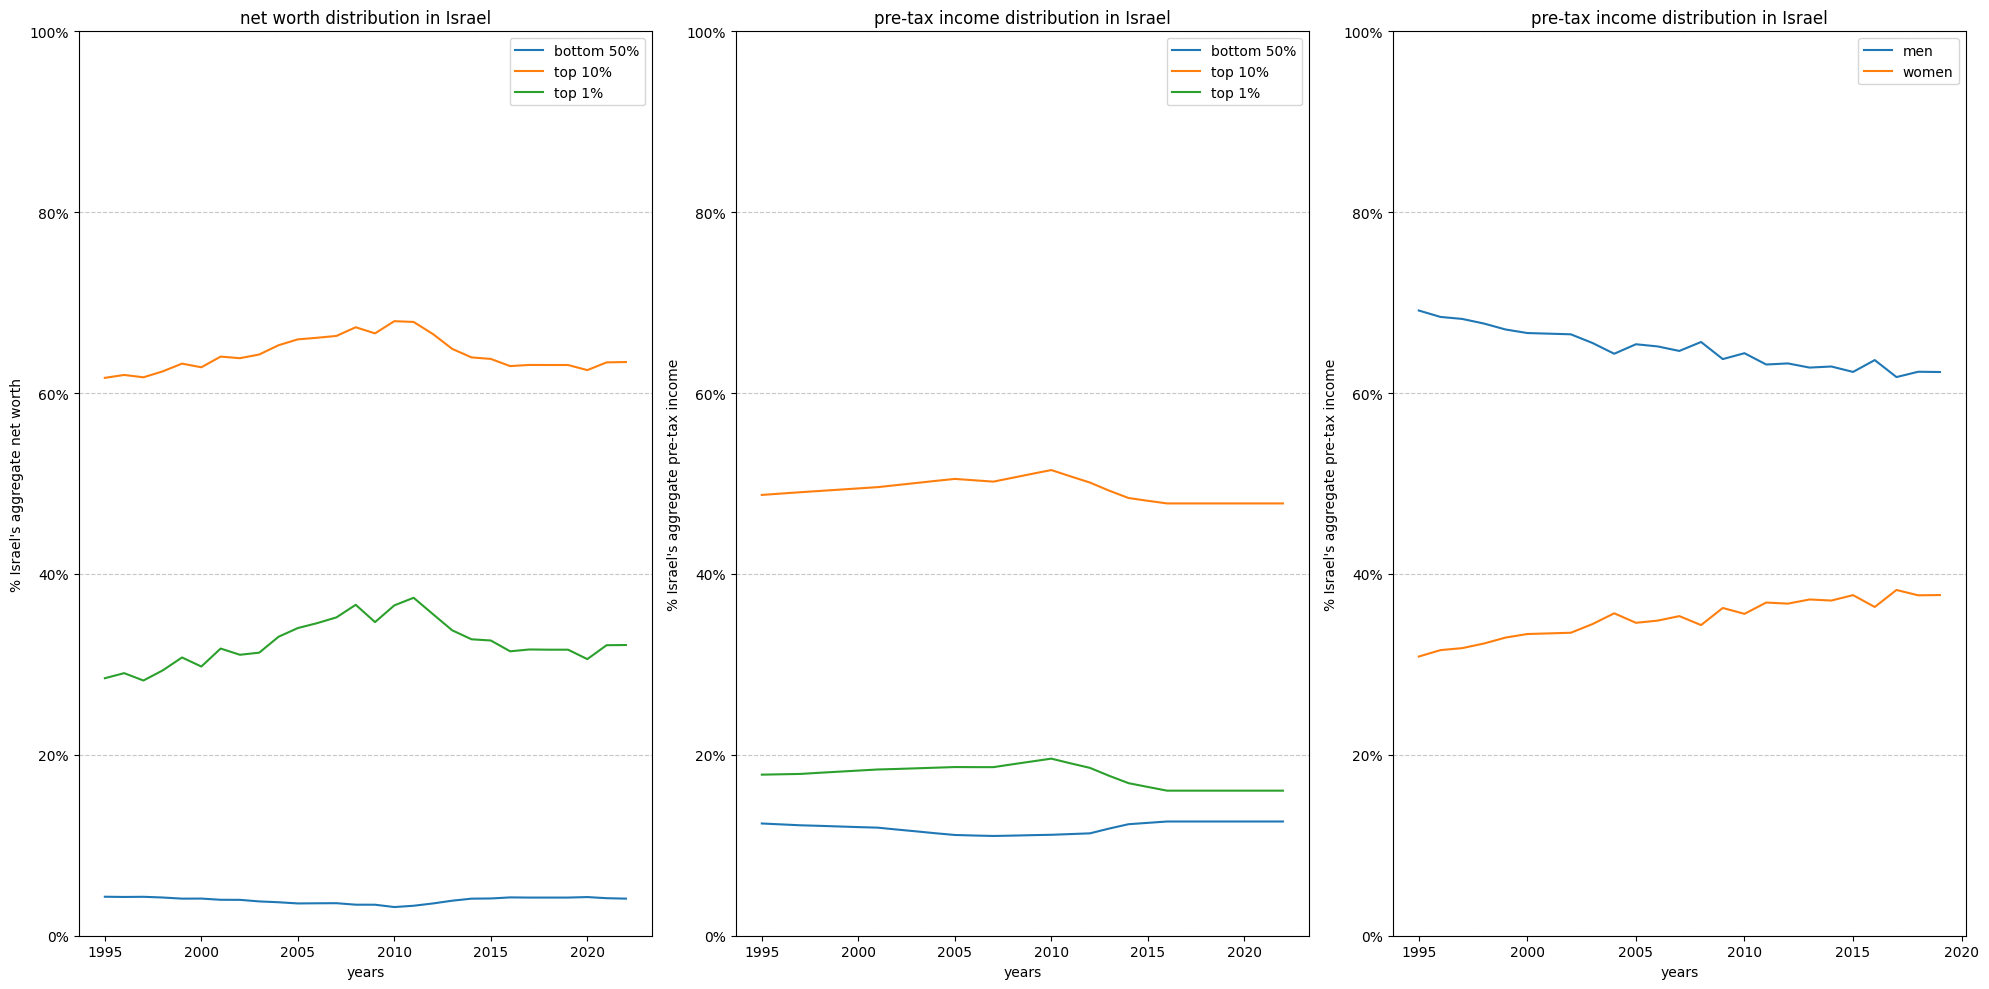 net worth distribution in Israel
100%
80%
60%
40%
20%
0%
% Israel's aggregate net worth
bottom 50%
top 10%
top 1%
1995
2000
2005
2010
2015
2020
years
pre-tax income distribution in Israel
100%
80%
60%
40%
20%
0%
% Israel's aggregate pre-tax income
bottom 50%
top 10%
top 1%
1995
2000
2005
2010
2015
2020
years
pre-tax income distribution in Israel
100%
80%
60%
40%
20%
0%
% Israel's aggregate pre-tax income
men
women
1995
2000
2005
2010
2015
2020
years